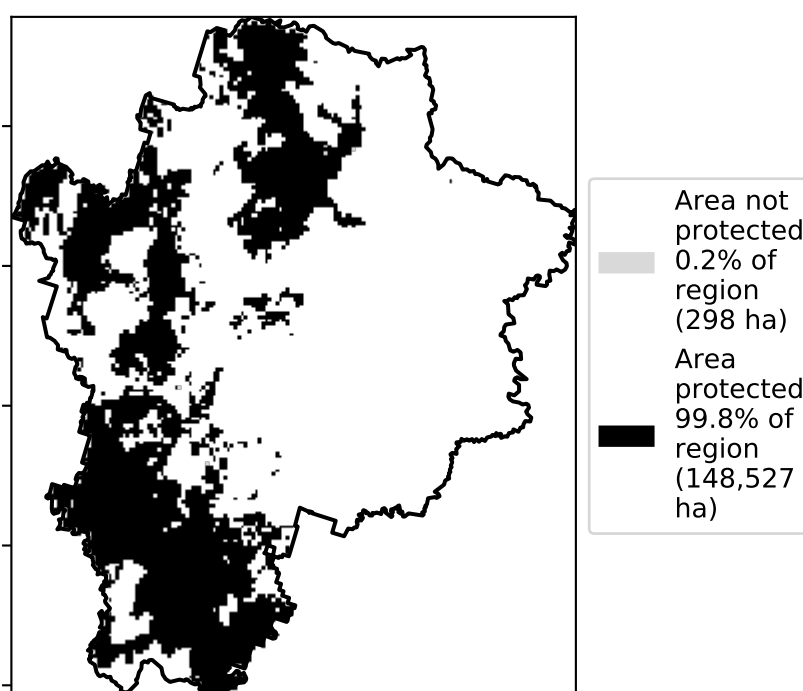 Area not
protected
0.2% of
region
(298 ha)
Area
protected
99.8% of
region
(148,527
ha)